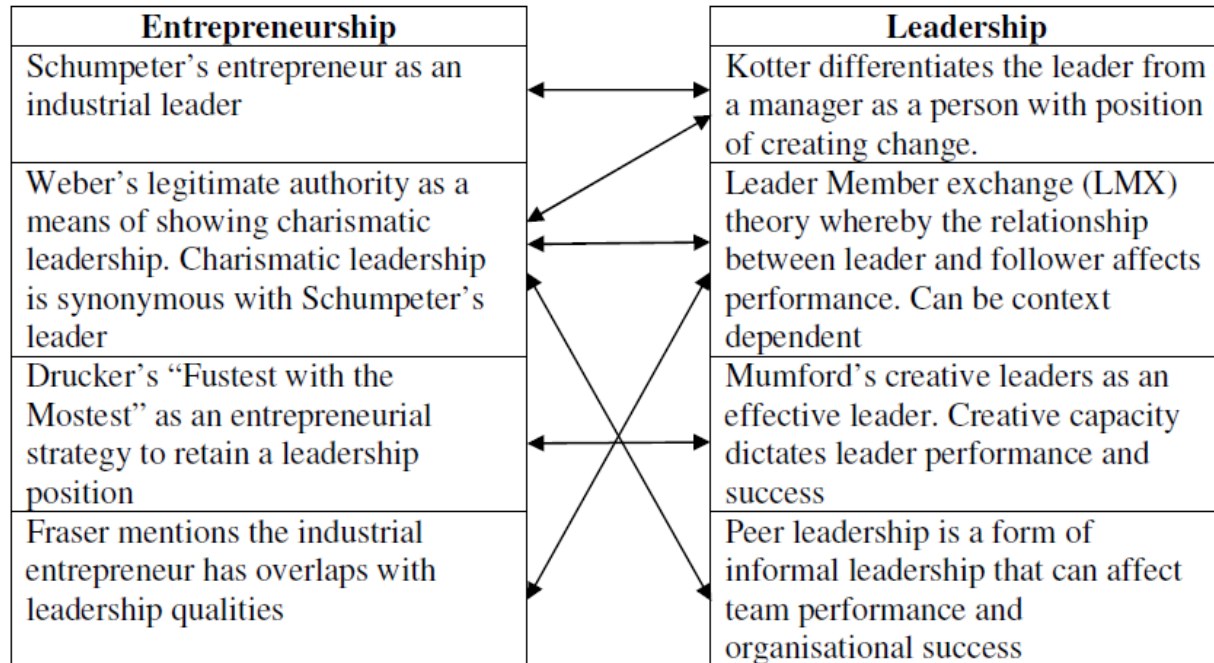 Entrepreneurship
Schumpeter's entrepreneur as an
industrial leader
Weber's legitimate authority as a
means of showing charismatic
leadership. Charismatic leadership
is synonymous with Schumpeter's
leader
Drucker's “Fustest with the
Mostest” as an entrepreneurial
strategy to retain a leadership
position
Fraser mentions the industrial
entrepreneur has overlaps with
leadership qualities
Leadership
Kotter differentiates the leader from
a manager as a person with position
of creating change.
Leader Member exchange (LMX)
theory whereby the relationship
between leader and follower affects
performance. Can be context
dependent
Mumford's creative leaders as an
effective leader. Creative capacity
dictates leader performance and
success
Peer leadership is a form of
informal leadership that can affect
team performance and
organisational success